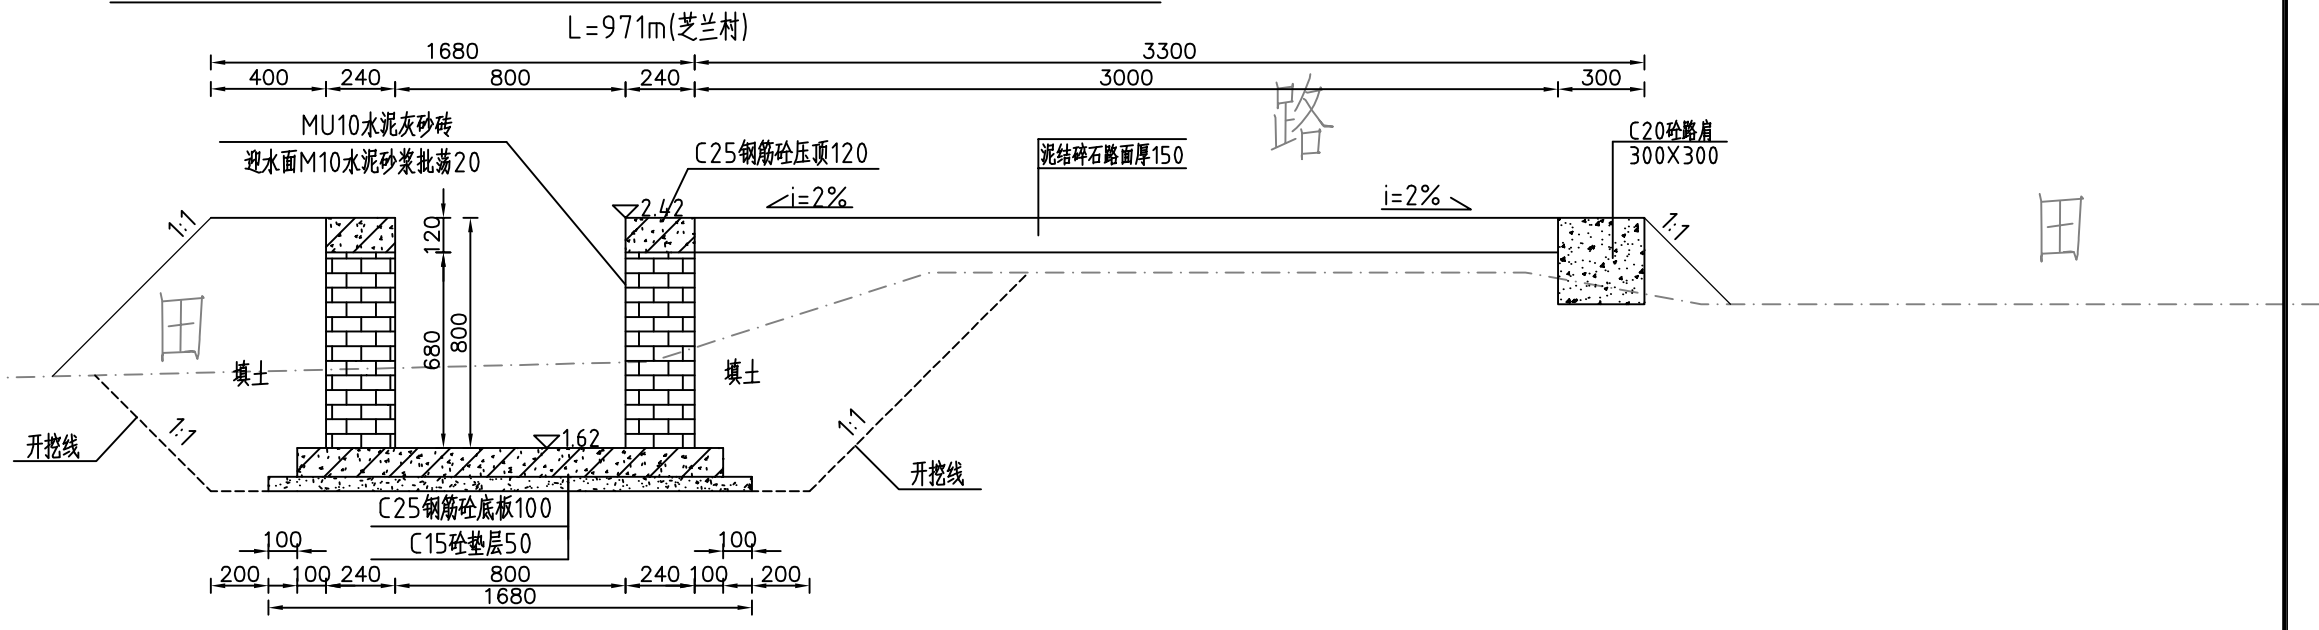 L=971m(芝兰村)
1680 3300
400 240 800 240 3000 300
路
MU10水泥灰砂砖
迎水面M10水泥砂浆批荡20
C25钢筋砼压顶120
泥结碎石路面厚150
C20砼路肩
300X300
i=2% i=2%
2.42
1:1 1:1
120
680
800
田 田
填土 填土
1:1 1:1
开挖线 开挖线
1.62
C25钢筋砼底板100
C15砼垫层50
100 100
200 100 240 800 240 100 200
1680